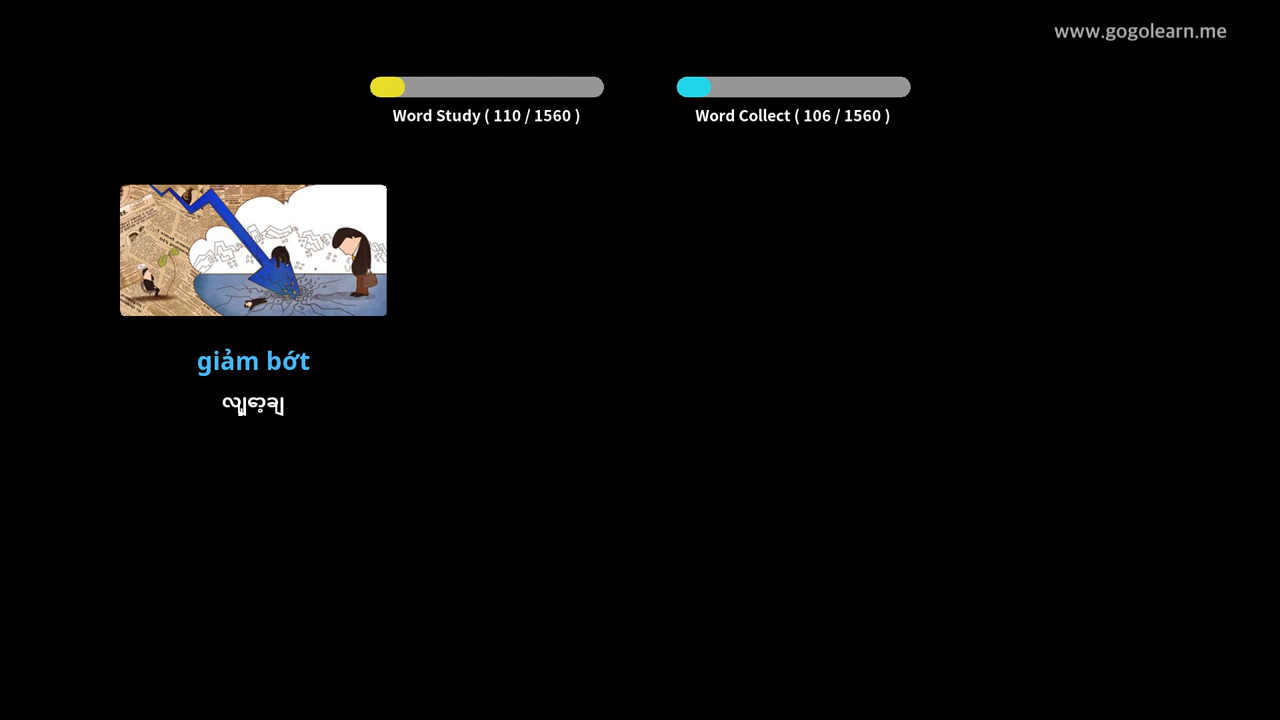 www.gogolearn.me
Word Study ( 110 / 1560 )
Word Collect ( 106 / 1560 )
giảm bớt
လျှော့ချ